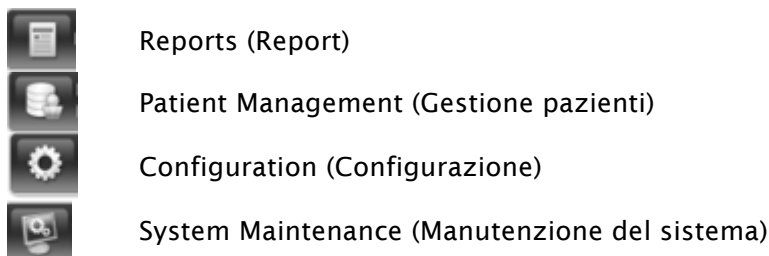 Reports (Report)
Patient Management (Gestione pazienti)
Configuration (Configurazione)
System Maintenance (Manutenzione del sistema)